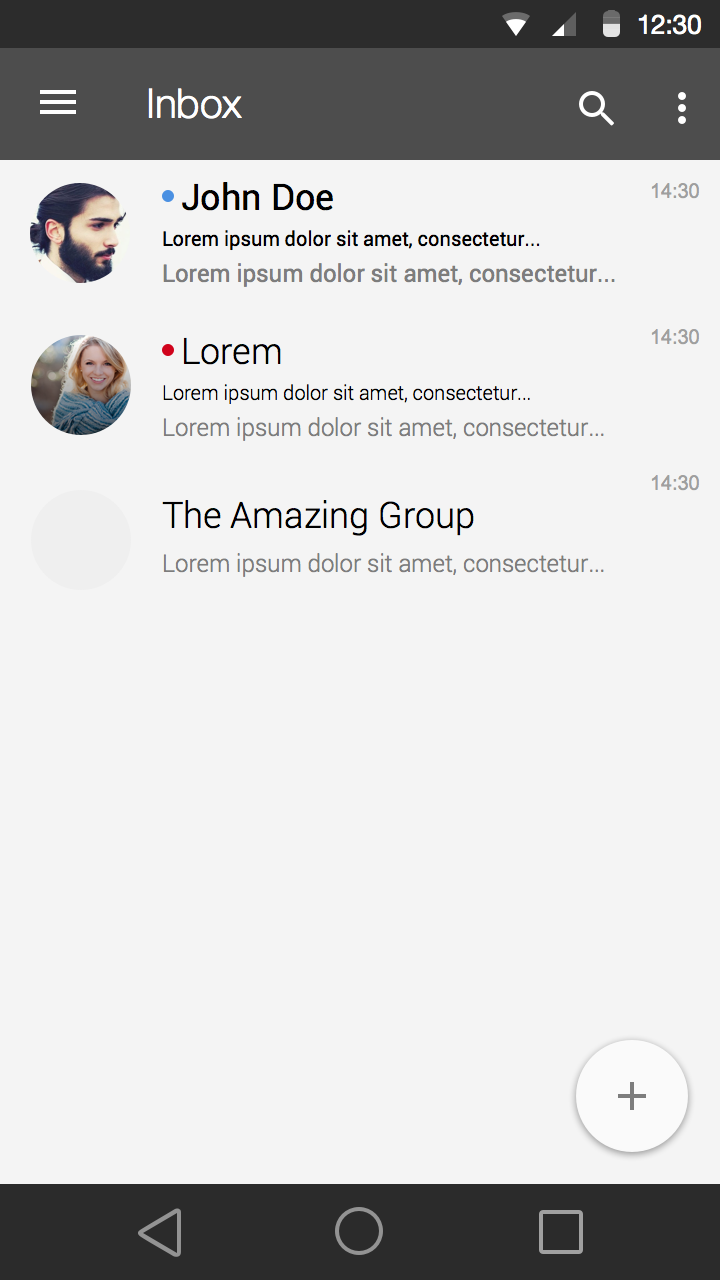 12:30
Inbox
John Doe
14:30
Lorem ipsum dolor sit amet, consectetur...
Lorem ipsum dolor sit amet, consectetur...
Lorem
14:30
Lorem ipsum dolor sit amet, consectetur...
Lorem ipsum dolor sit amet, consectetur...
14:30
The Amazing Group
Lorem ipsum dolor sit amet, consectetur...